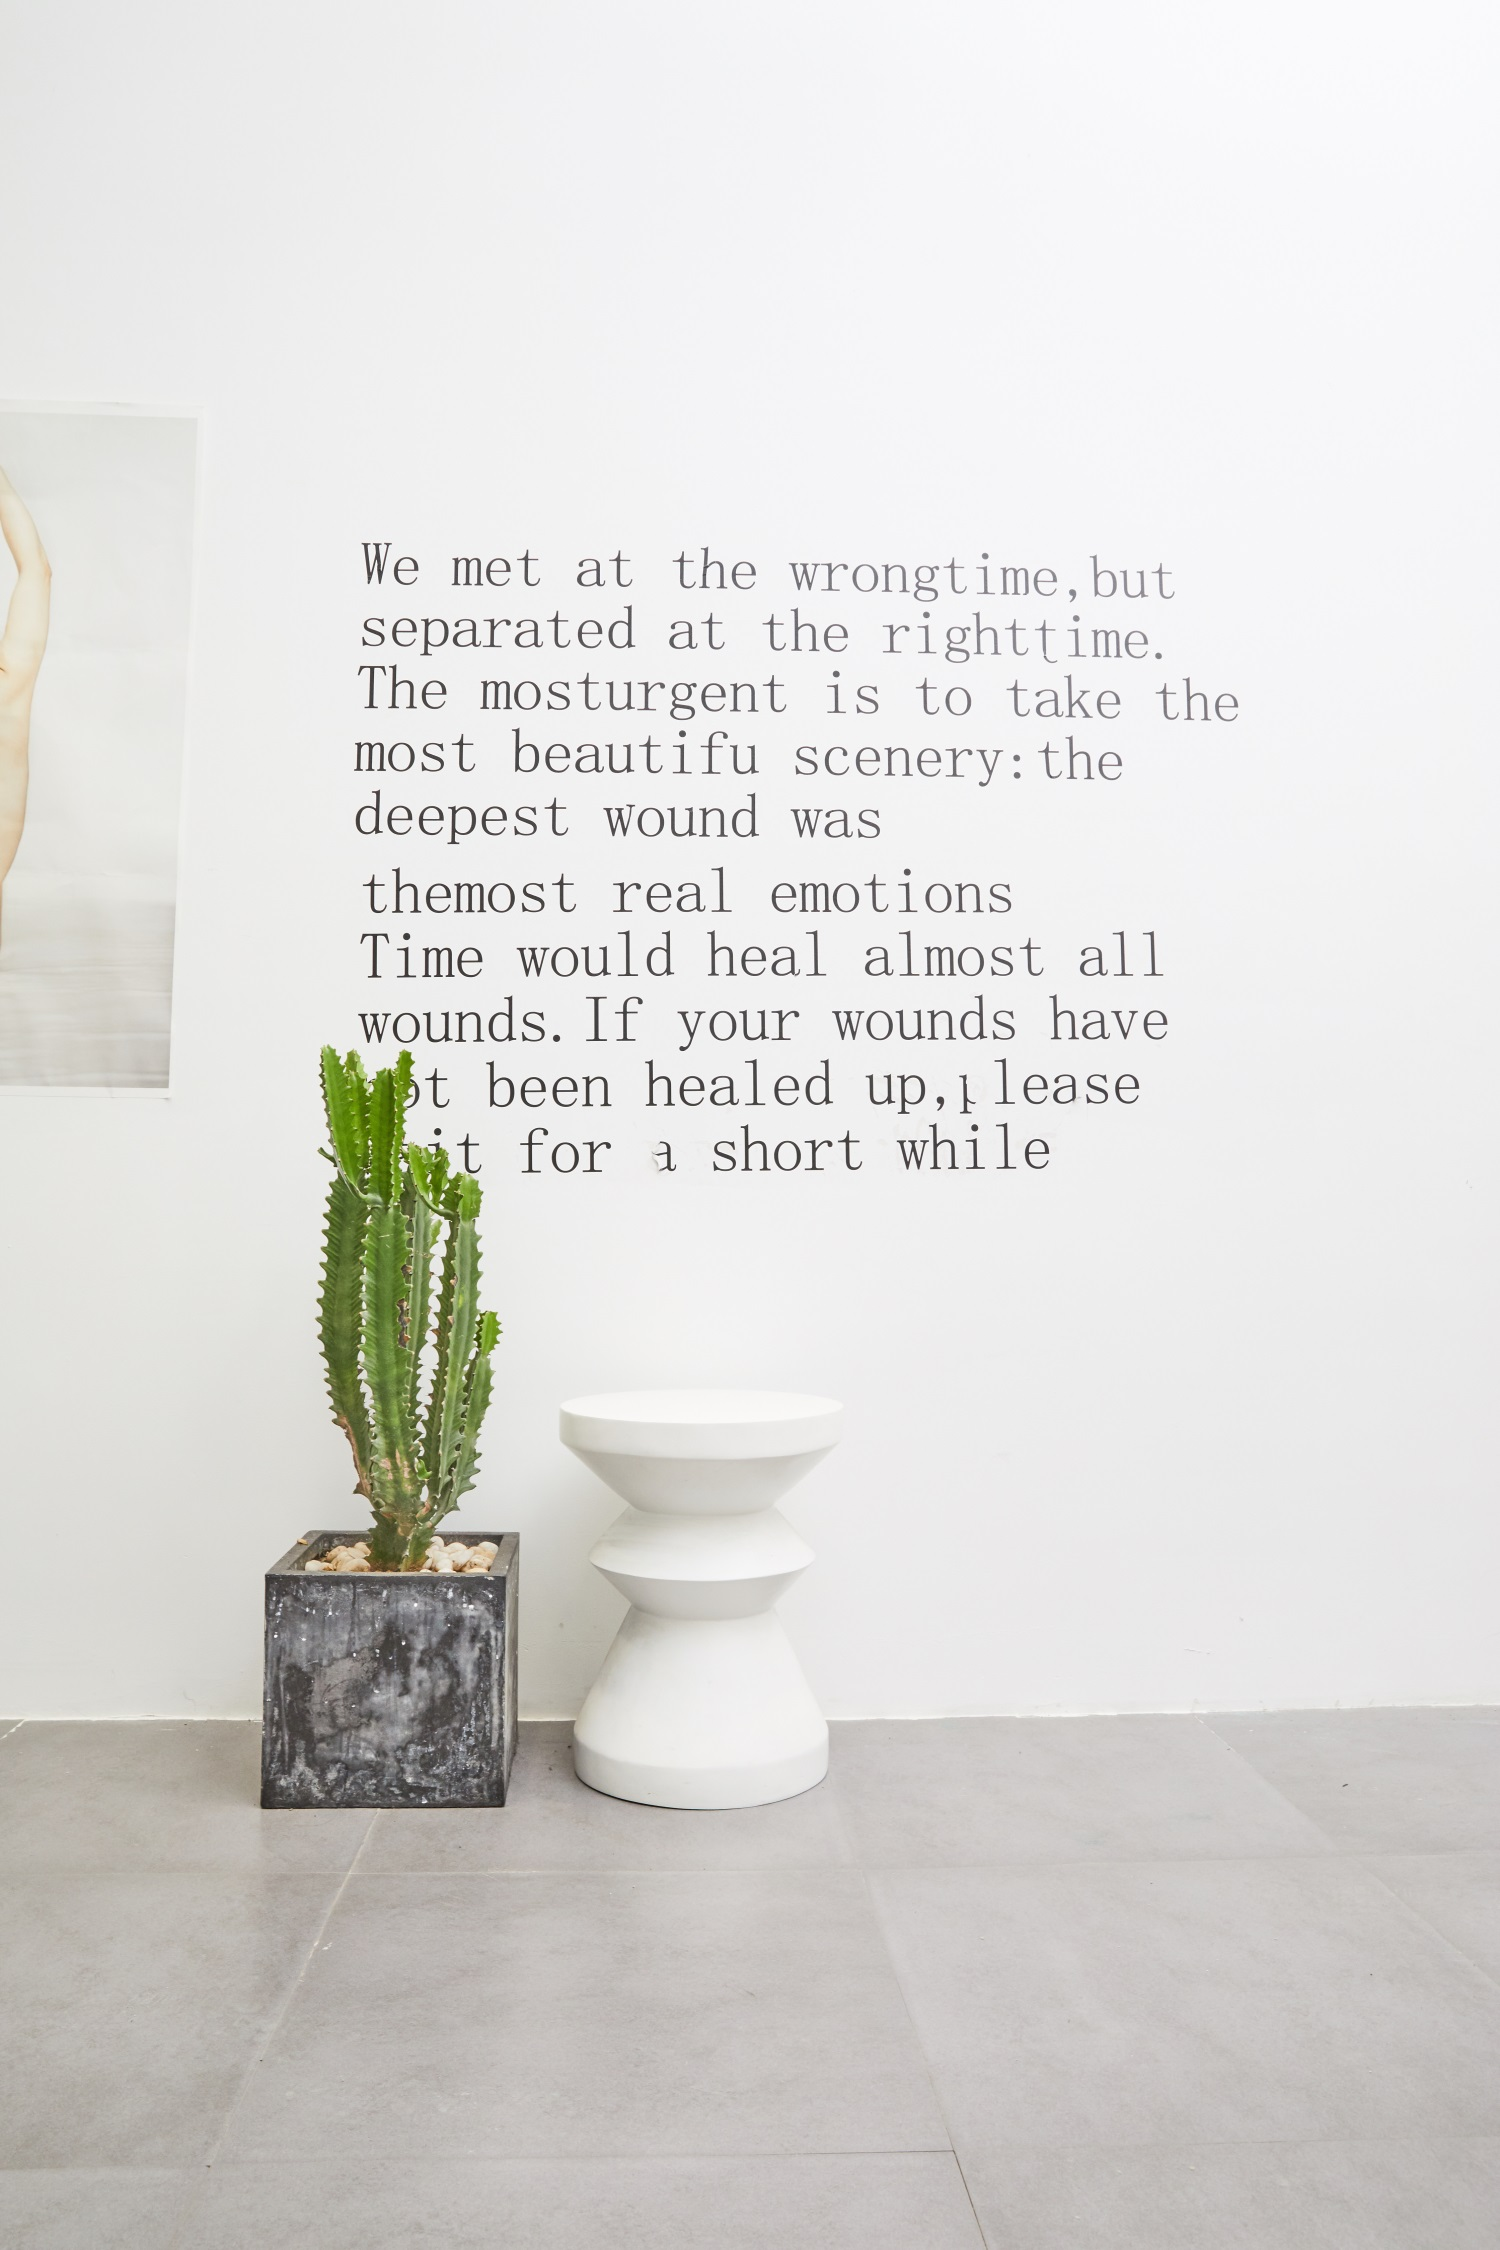 We met at the wrongtime,but
separated at the righttime.
The mosturgent is to take the
most beautifu scenery:the
deepest wound was
themost real emotions
Time would heal almost all
wounds.If your wounds have
not been healed up,please
for a short while